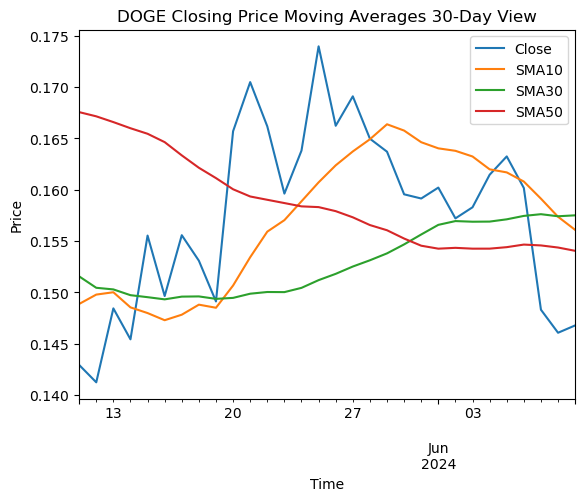 DOGE Closing Price Moving Averages 30-Day View
Close
SMA10
SMA30
SMA50
Price
0.175
0.170
0.165
0.160
0.155
0.150
0.145
0.140
13 20 27 03
Jun
2024
Time